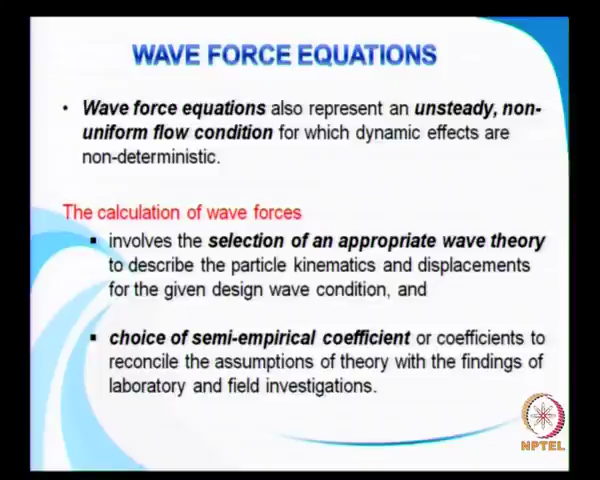 WAVE FORCE EQUATIONS
• Wave force equations also represent an unsteady, non-
uniform flow condition for which dynamic effects are
non-deterministic.
The calculation of wave forces
▪ involves the selection of an appropriate wave theory
to describe the particle kinematics and displacements
for the given design wave condition, and
▪ choice of semi-empirical coefficient or coefficients to
reconcile the assumptions of theory with the findings of
laboratory and field investigations.
NPTEL